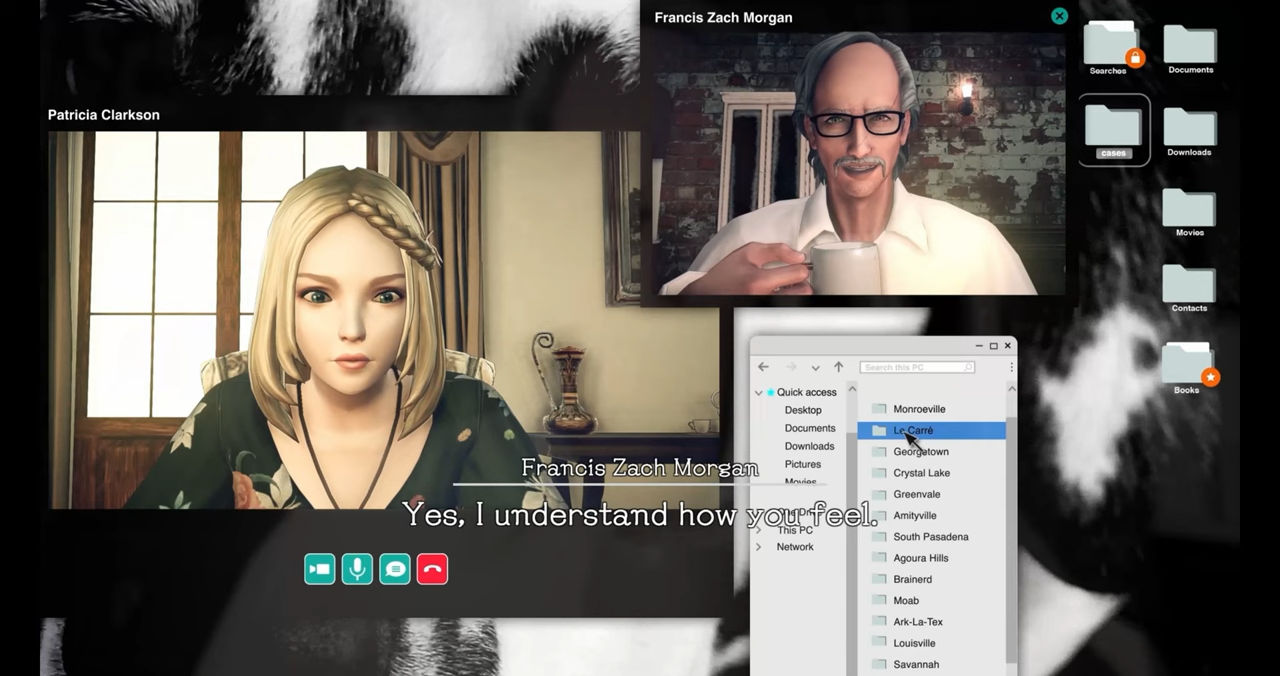 Francis Zach Morgan
Patricia Clarkson
Searches
Documents
cases
Downloads
Movies
Contacts
Books
Search this PC
Quick access
Desktop
Documents
Downloads
Pictures
Movies
This PC
Network
Monroeville
Le Carré
Georgetown
Crystal Lake
Greenvale
Amityville
South Pasadena
Agoura Hills
Brainerd
Moab
Ark-La-Tex
Louisville
Savannah
Francis Zach Morgan
Yes, I understand how you feel.